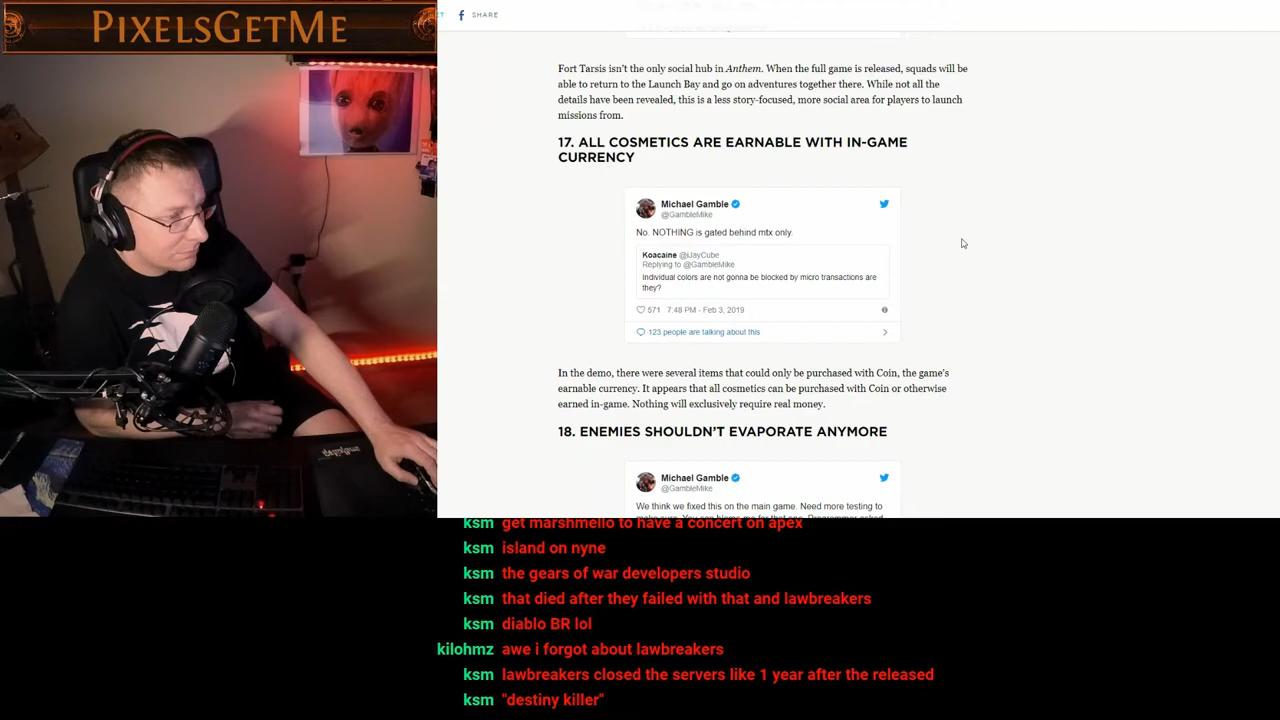 PIXELSGETME
SHARE
Fort Tarsis isn't the only social hub in Anthem. When the full game is released, squads will be
able to return to the Launch Bay and go on adventures together there. While not all the
details have been revealed, this is a less story-focused, more social area for players to launch
missions from.
17. ALL COSMETICS ARE EARNABLE WITH IN-GAME
CURRENCY
Michael Gamble
@GambleMike
No. NOTHING is gated behind mtx only.
Koacaine @iJayCube
Replying to @GambleMike
Individual colors are not gonna be blocked by micro transactions are
they?
571 7:48 PM - Feb 3, 2019
123 people are talking about this
In the demo, there were several items that could only be purchased with Coin, the game's
earnable currency. It appears that all cosmetics can be purchased with Coin or otherwise
earned in-game. Nothing will exclusively require real money.
18. ENEMIES SHOULDN'T EVAPORATE ANYMORE
Michael Gamble
@GambleMike
We think we fixed this on the main game. Need more testing to
ksm get marshmello to have a concert on apex
ksm island on nyne
ksm the gears of war developers studio
ksm that died after they failed with that and lawbreakers
ksm diablo BR lol
kilohmz awe i forgot about lawbreakers
ksm lawbreakers closed the servers like 1 year after the released
ksm "destiny killer"